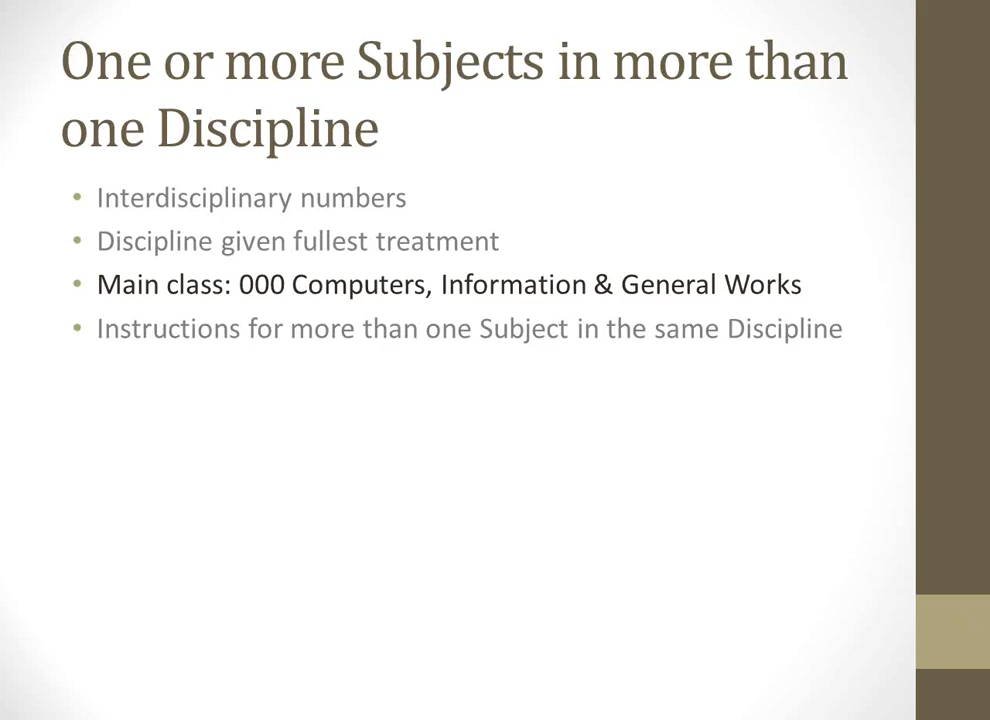 One or more Subjects in more than
one Discipline
• Interdisciplinary numbers
• Discipline given fullest treatment
• Main class: 000 Computers, Information & General Works
• Instructions for more than one Subject in the same Discipline